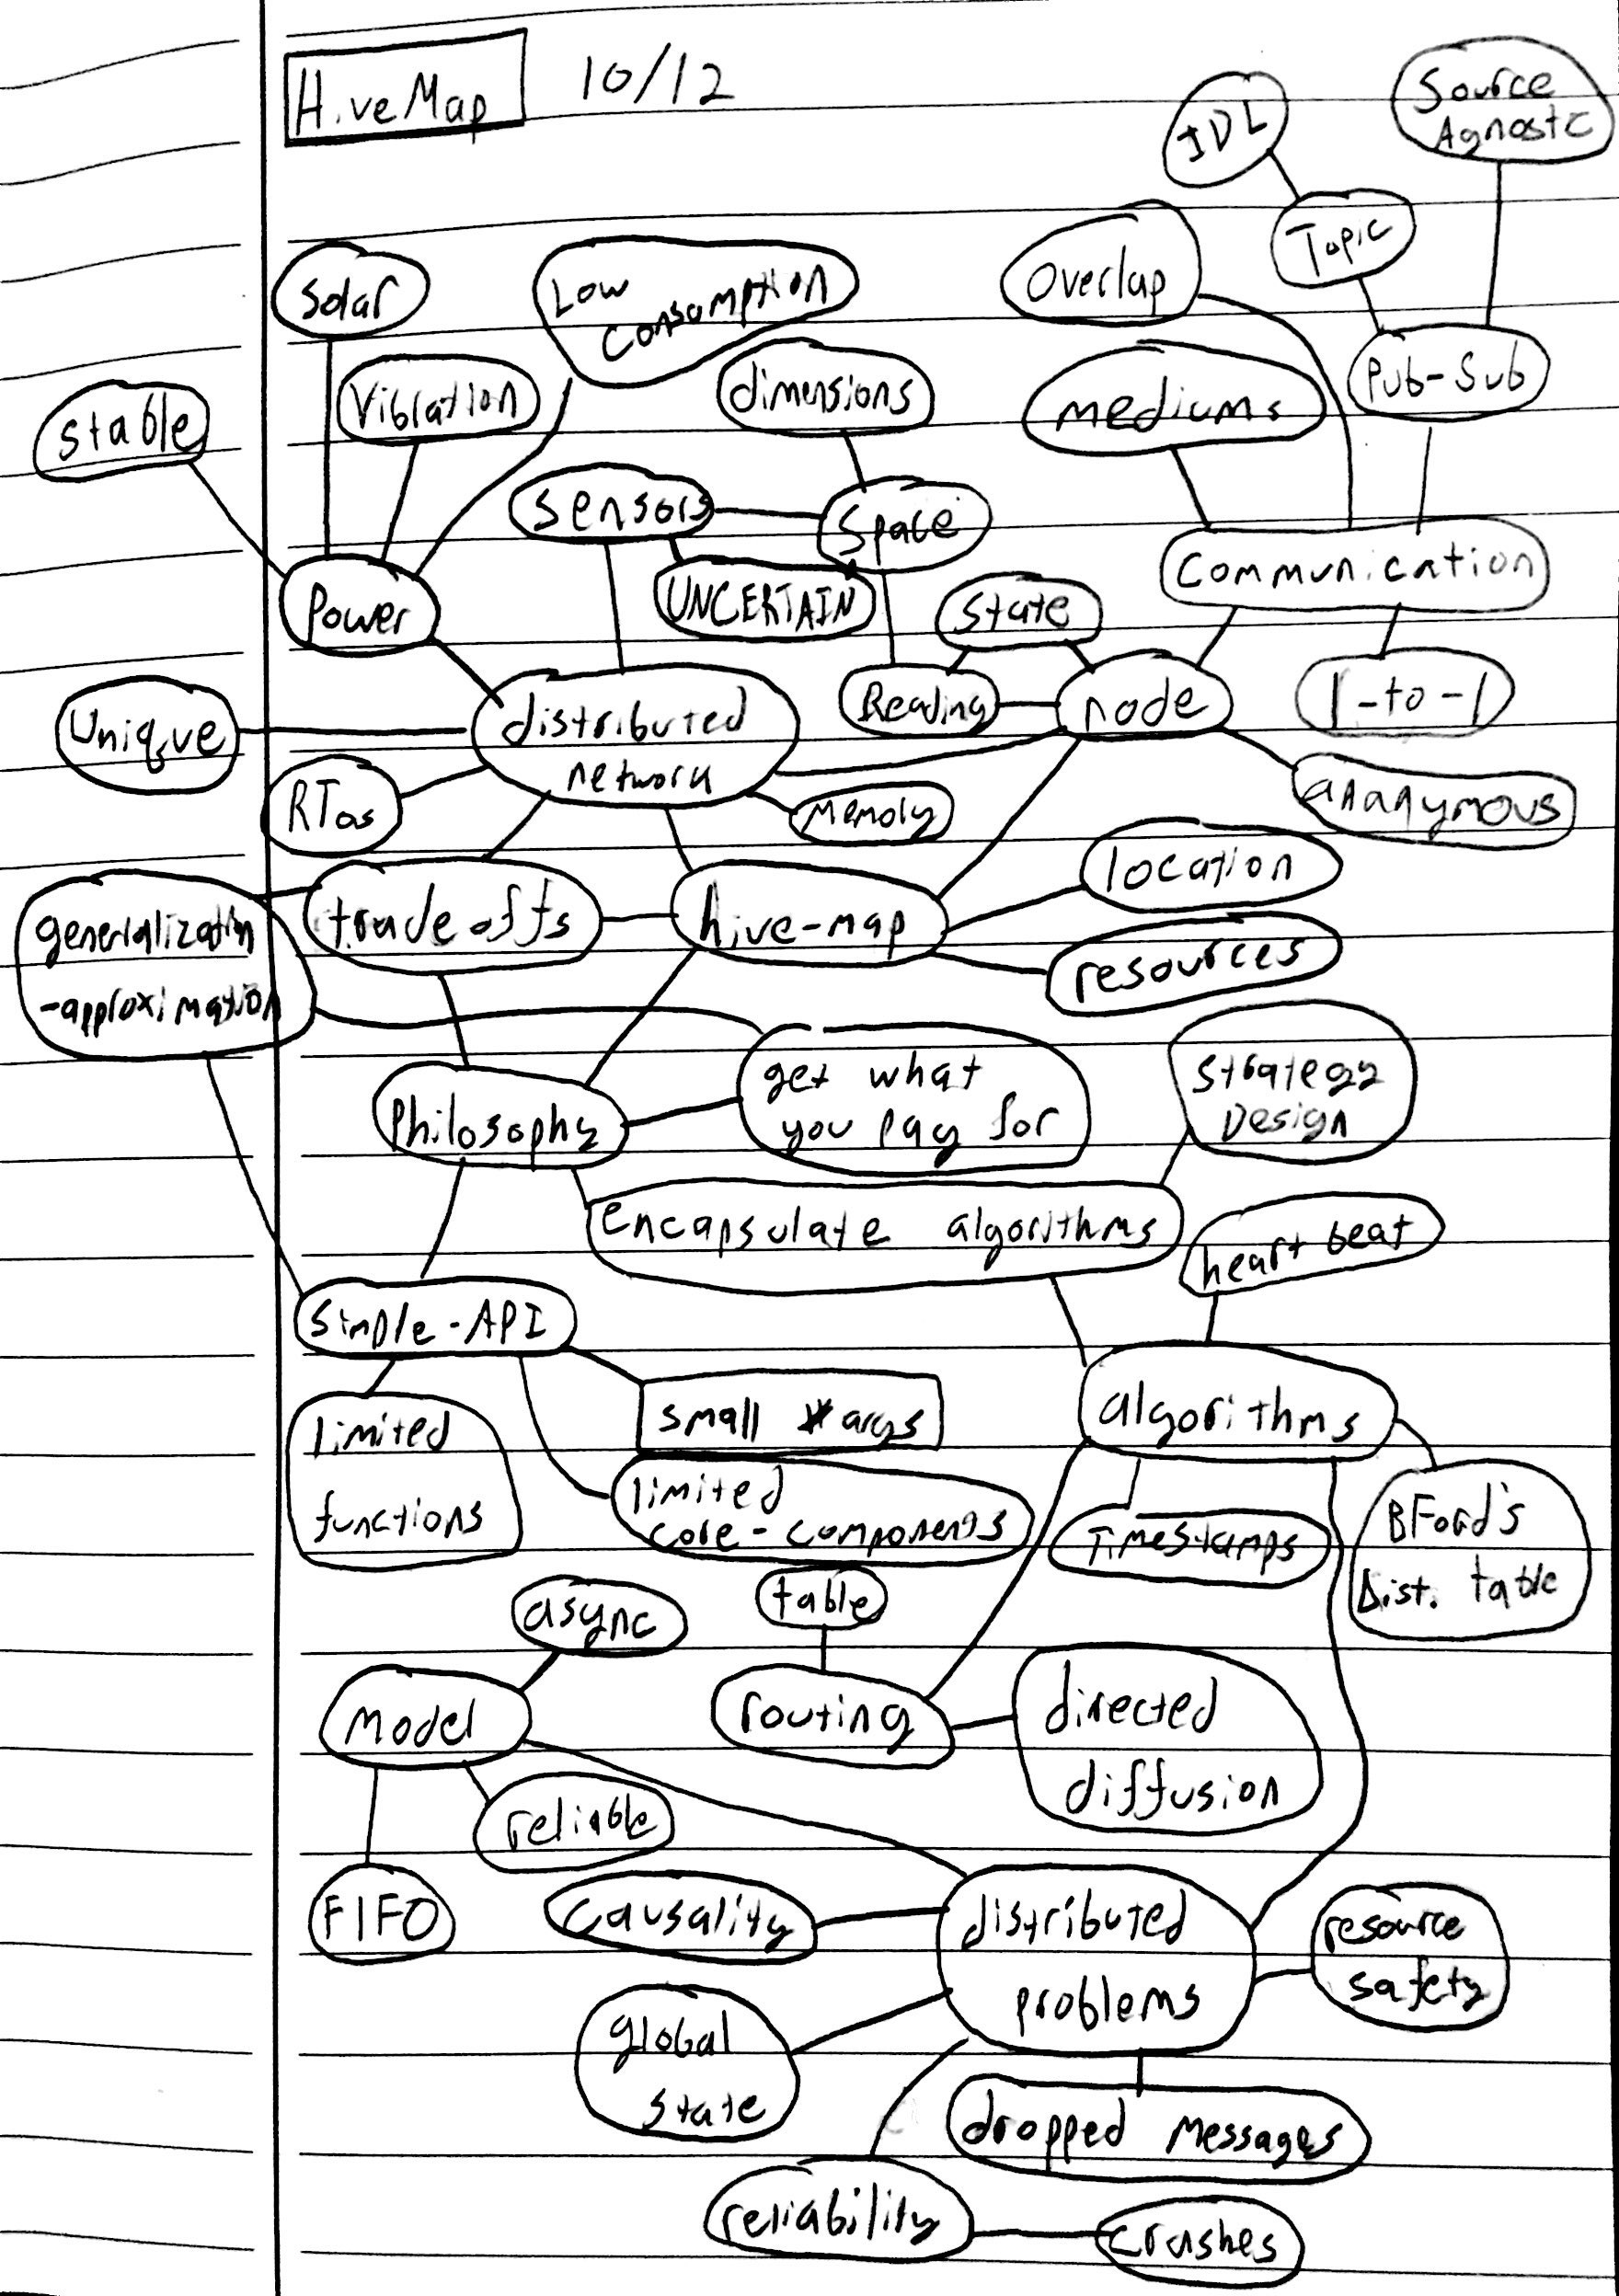 HiveMap 10/12
IDL
Source
Agnostic
Topic
Overlap
Solar
Low
Consumption
Vibration
dimensions
mediums
Pub-Sub
stable
sensors
Space
Communication
Power
UNCERTAIN
state
Reading
node
1-to-1
Unique
distributed
network
RTOS
Memory
ananymous
location
generialization
-approximation
tradeoffs
hive-map
resources
get what
you pay for
Strategy
Design
Philosophy
encapsulate algorithms
heart beat
Simple-API
limited
functions
small # args
algorithms
limited
core-components
Timestamps
BFord's
Dist. table
async
table
Model
routing
directed
diffusion
reliable
FIFO
causality
distributed
problems
resource
safety
global
state
dropped messages
reliability
crashes